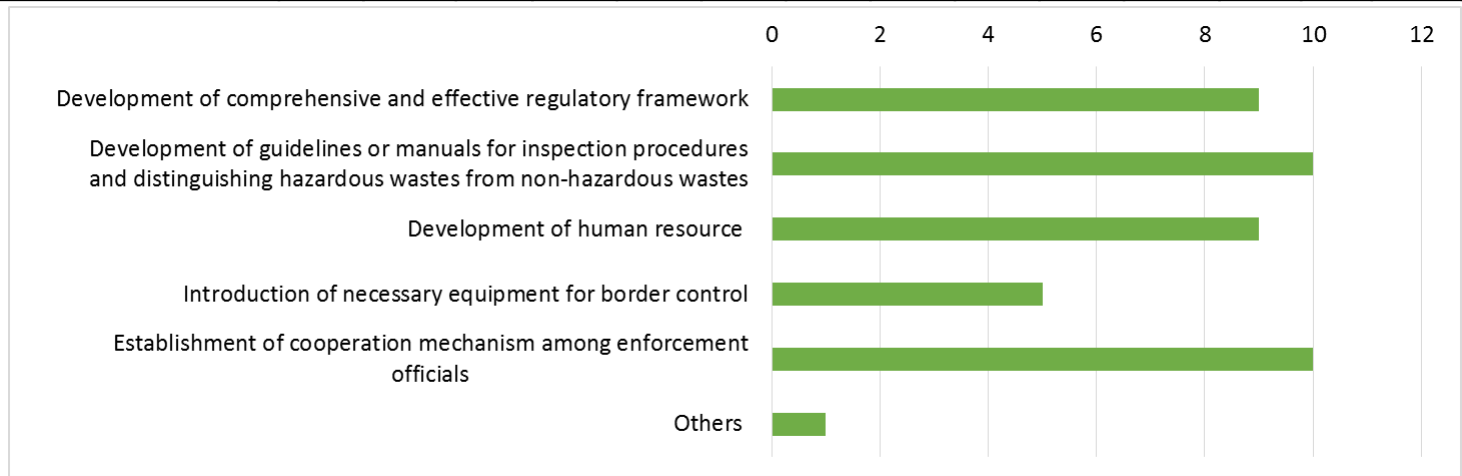 0 2 4 6 8 10 12
Development of comprehensive and effective regulatory framework
Development of guidelines or manuals for inspection procedures
and distinguishing hazardous wastes from non-hazardous wastes
Development of human resource
Introduction of necessary equipment for border control
Establishment of cooperation mechanism among enforcement
officials
Others